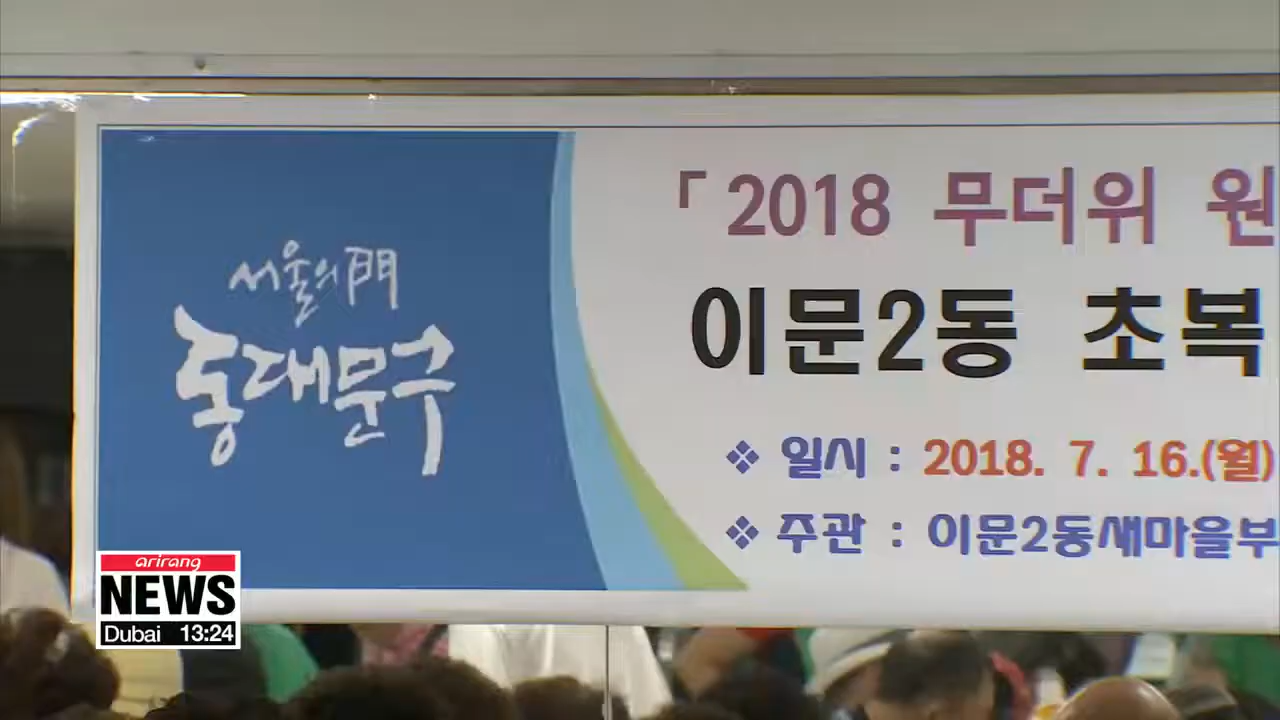 서울의門
동대문구
「2018 무더위 원
이문2동 초복
❖ 일시 : 2018. 7. 16.(월)
❖ 주관 : 이문2동새마을부
arirang
NEWS
Dubai 13:24